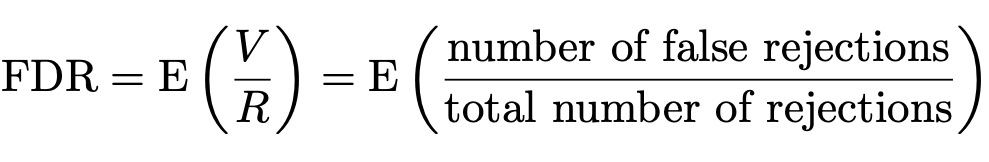 FDR = E(V/R) = E(number of false rejections/total number of rejections)